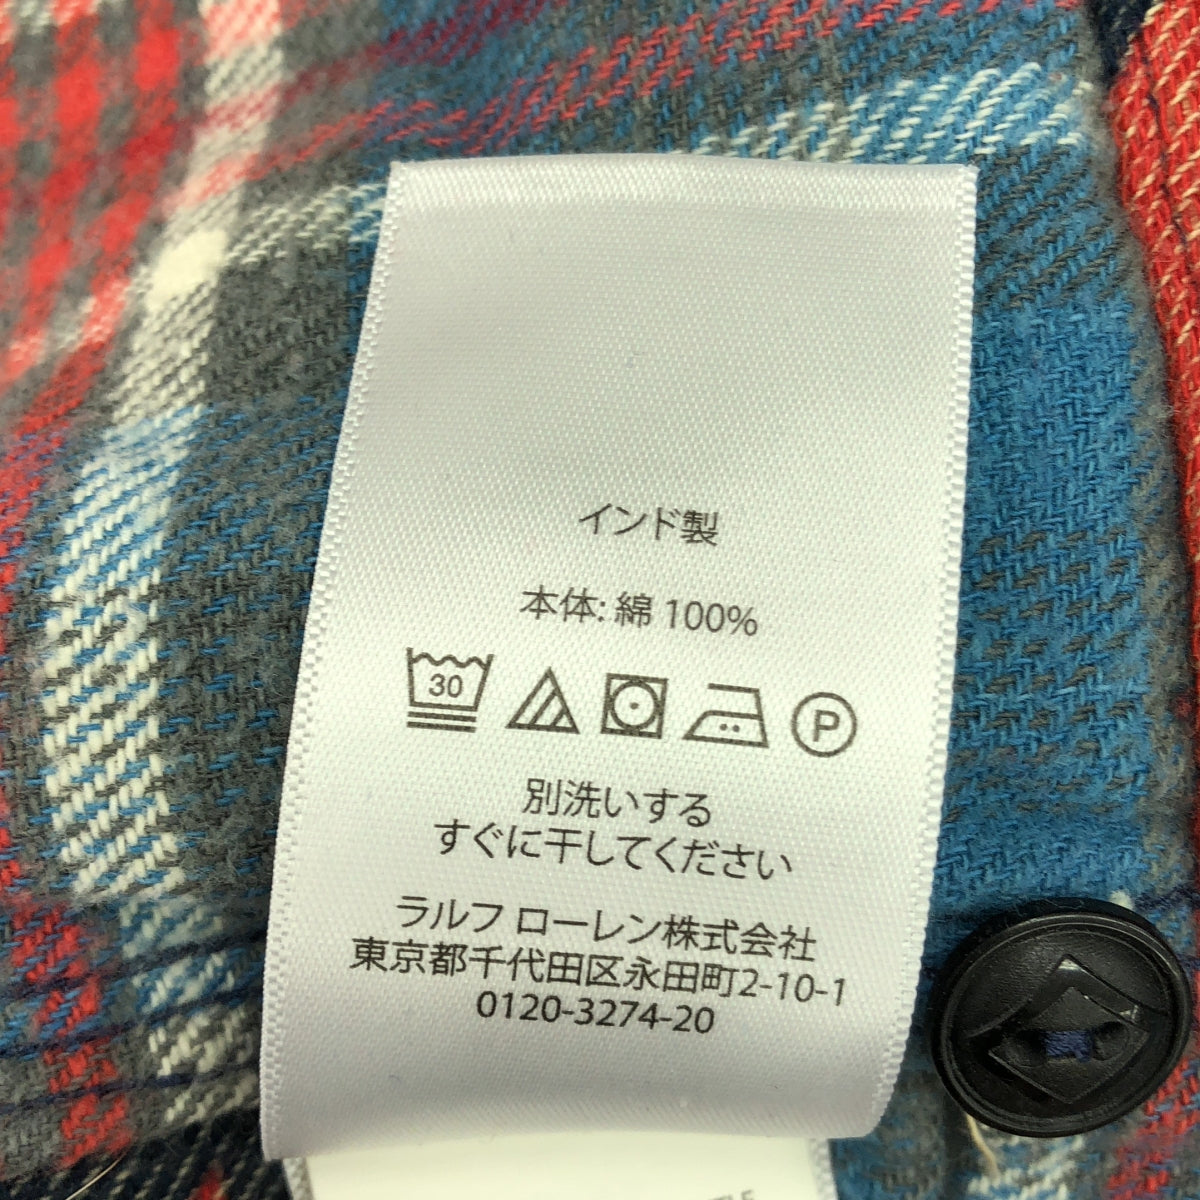 インド製
本体: 綿 100%
30
P
別洗いする
すぐに干してください
ラルフ ローレン株式会社
東京都千代田区永田町2-10-1
0120-3274-20